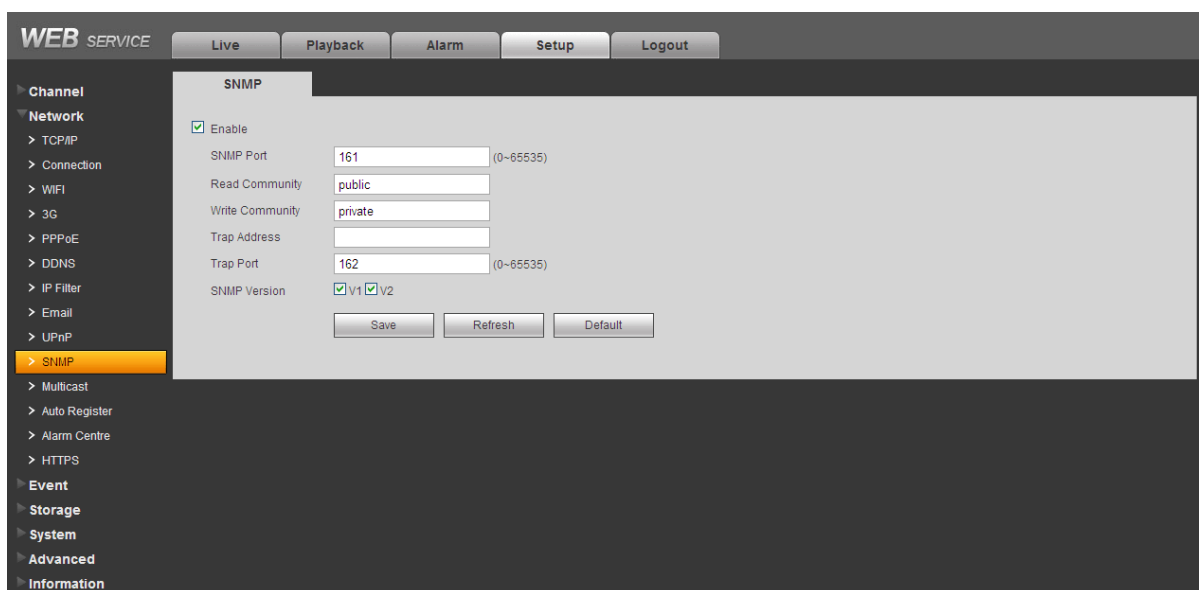 WEB SERVICE
Live Playback Alarm Setup Logout
SNMP
Channel
Network
> TCP/IP
> Connection
> WIFI
> 3G
> PPPoE
> DDNS
> IP Filter
> Email
> UPnP
> SNMP
> Multicast
> Auto Register
> Alarm Centre
> HTTPS
Event
Storage
System
Advanced
Information
Enable
SNMP Port 161 (0~65535)
Read Community public
Write Community private
Trap Address
Trap Port 162 (0~65535)
SNMP Version V1 V2
Save Refresh Default